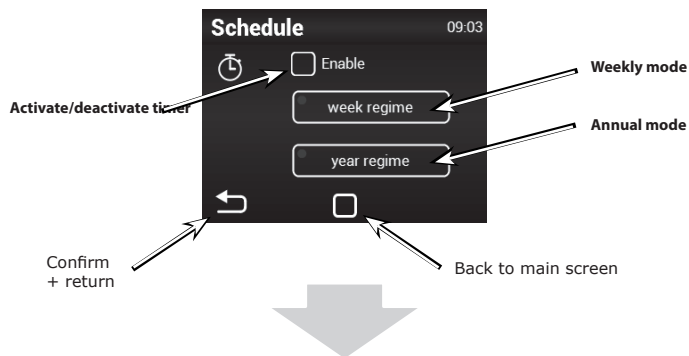 Schedule
09:03
Enable
Weekly mode
Activate/deactivate timer
week regime
Annual mode
year regime
Confirm
+ return
Back to main screen